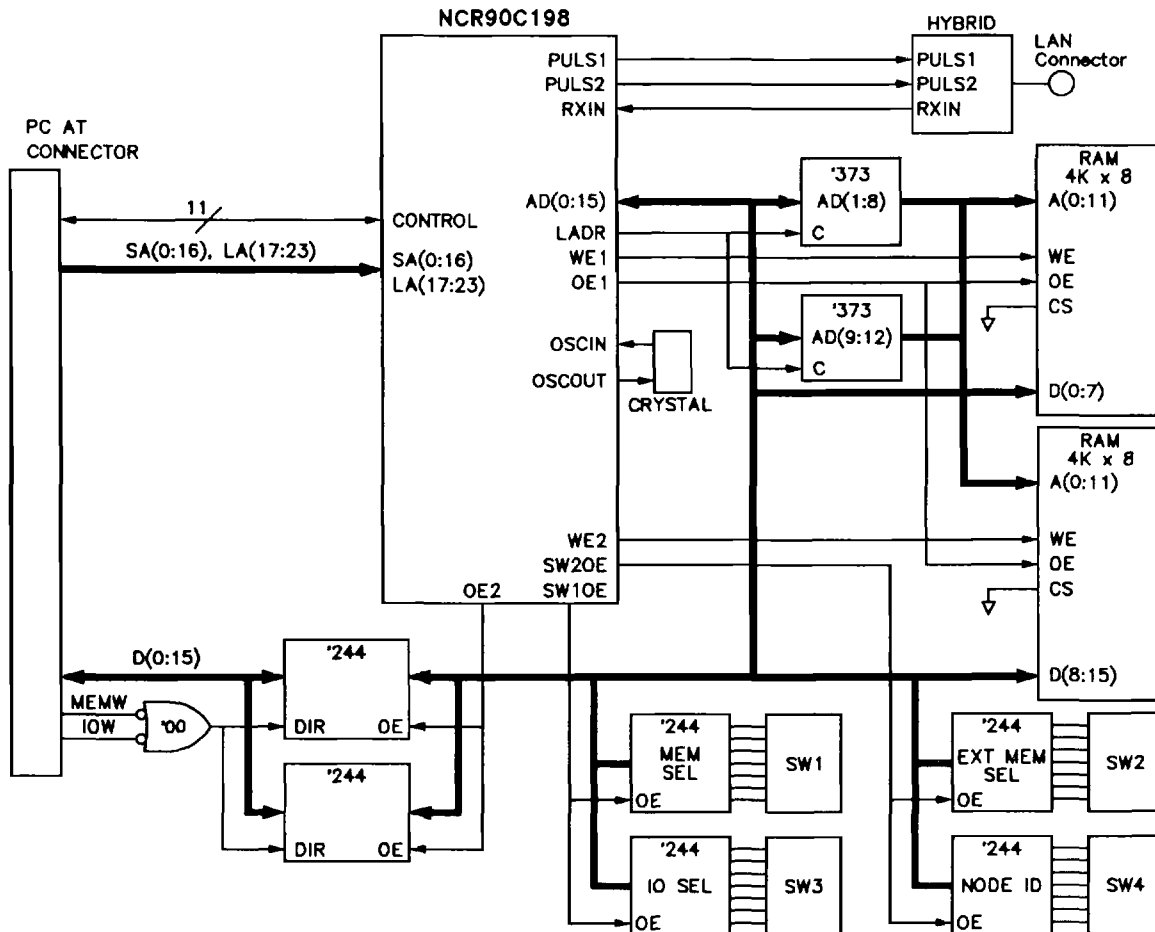 NCR90C198
HYBRID
LAN
Connector
PULS1
PULS2
RXIN
PULS1
PULS2
RXIN
PC AT
CONNECTOR
11
CONTROL
SA(0:16), LA(17:23)
SA(0:16)
LA(17:23)
AD(0:15)
LADR
WE1
OE1
OSCIN
OSCOUT
CRYSTAL
'373
AD(1:8)
C
'373
AD(9:12)
C
RAM
4K x 8
A(0:11)
WE
OE
CS
D(0:7)
RAM
4K x 8
A(0:11)
WE
OE
CS
D(8:15)
WE2
SW2OE
SW1OE
OE2
D(0:15)
MEMW
IOW
'00
'244
DIR
OE
'244
DIR
OE
'244
MEM
SEL
OE
SW1
'244
EXT MEM
SEL
OE
SW2
'244
IO SEL
OE
SW3
'244
NODE ID
OE
SW4